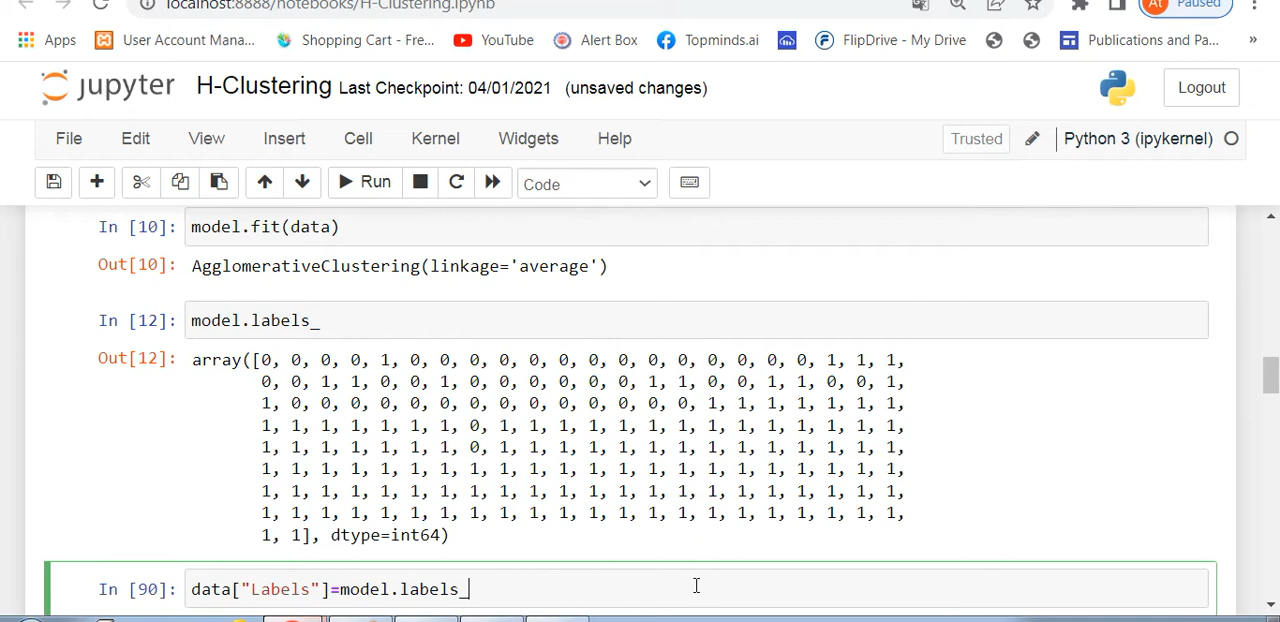 localhost:8888/notebooks/H-Clustering.ipynb
At Paused
Apps User Account Mana... Shopping Cart - Fre... YouTube Alert Box Topminds.ai FlipDrive - My Drive Publications and Pa... »
jupyter H-Clustering Last Checkpoint: 04/01/2021 (unsaved changes) Logout
File Edit View Insert Cell Kernel Widgets Help Trusted Python 3 (ipykernel)
Run Code
In [10]: model.fit(data)
Out[10]: AgglomerativeClustering(linkage='average')
In [12]: model.labels_
Out[12]: array([0, 0, 0, 0, 1, 0, 0, 0, 0, 0, 0, 0, 0, 0, 0, 0, 0, 0, 0, 1, 1, 1,
0, 0, 1, 1, 0, 0, 1, 0, 0, 0, 0, 0, 0, 1, 1, 0, 0, 1, 1, 0, 0, 1,
1, 0, 0, 0, 0, 0, 0, 0, 0, 0, 0, 0, 0, 0, 0, 1, 1, 1, 1, 1, 1, 1,
1, 1, 1, 1, 1, 1, 1, 0, 1, 1, 1, 1, 1, 1, 1, 1, 1, 1, 1, 1, 1, 1,
1, 1, 1, 1, 1, 1, 1, 0, 1, 1, 1, 1, 1, 1, 1, 1, 1, 1, 1, 1, 1, 1,
1, 1, 1, 1, 1, 1, 1, 1, 1, 1, 1, 1, 1, 1, 1, 1, 1, 1, 1, 1, 1, 1,
1, 1, 1, 1, 1, 1, 1, 1, 1, 1, 1, 1, 1, 1, 1, 1, 1, 1, 1, 1, 1, 1,
1, 1, 1, 1, 1, 1, 1, 1, 1, 1, 1, 1, 1, 1, 1, 1, 1, 1, 1, 1, 1, 1,
1, 1], dtype=int64)
In [90]: data["Labels"]=model.labels_